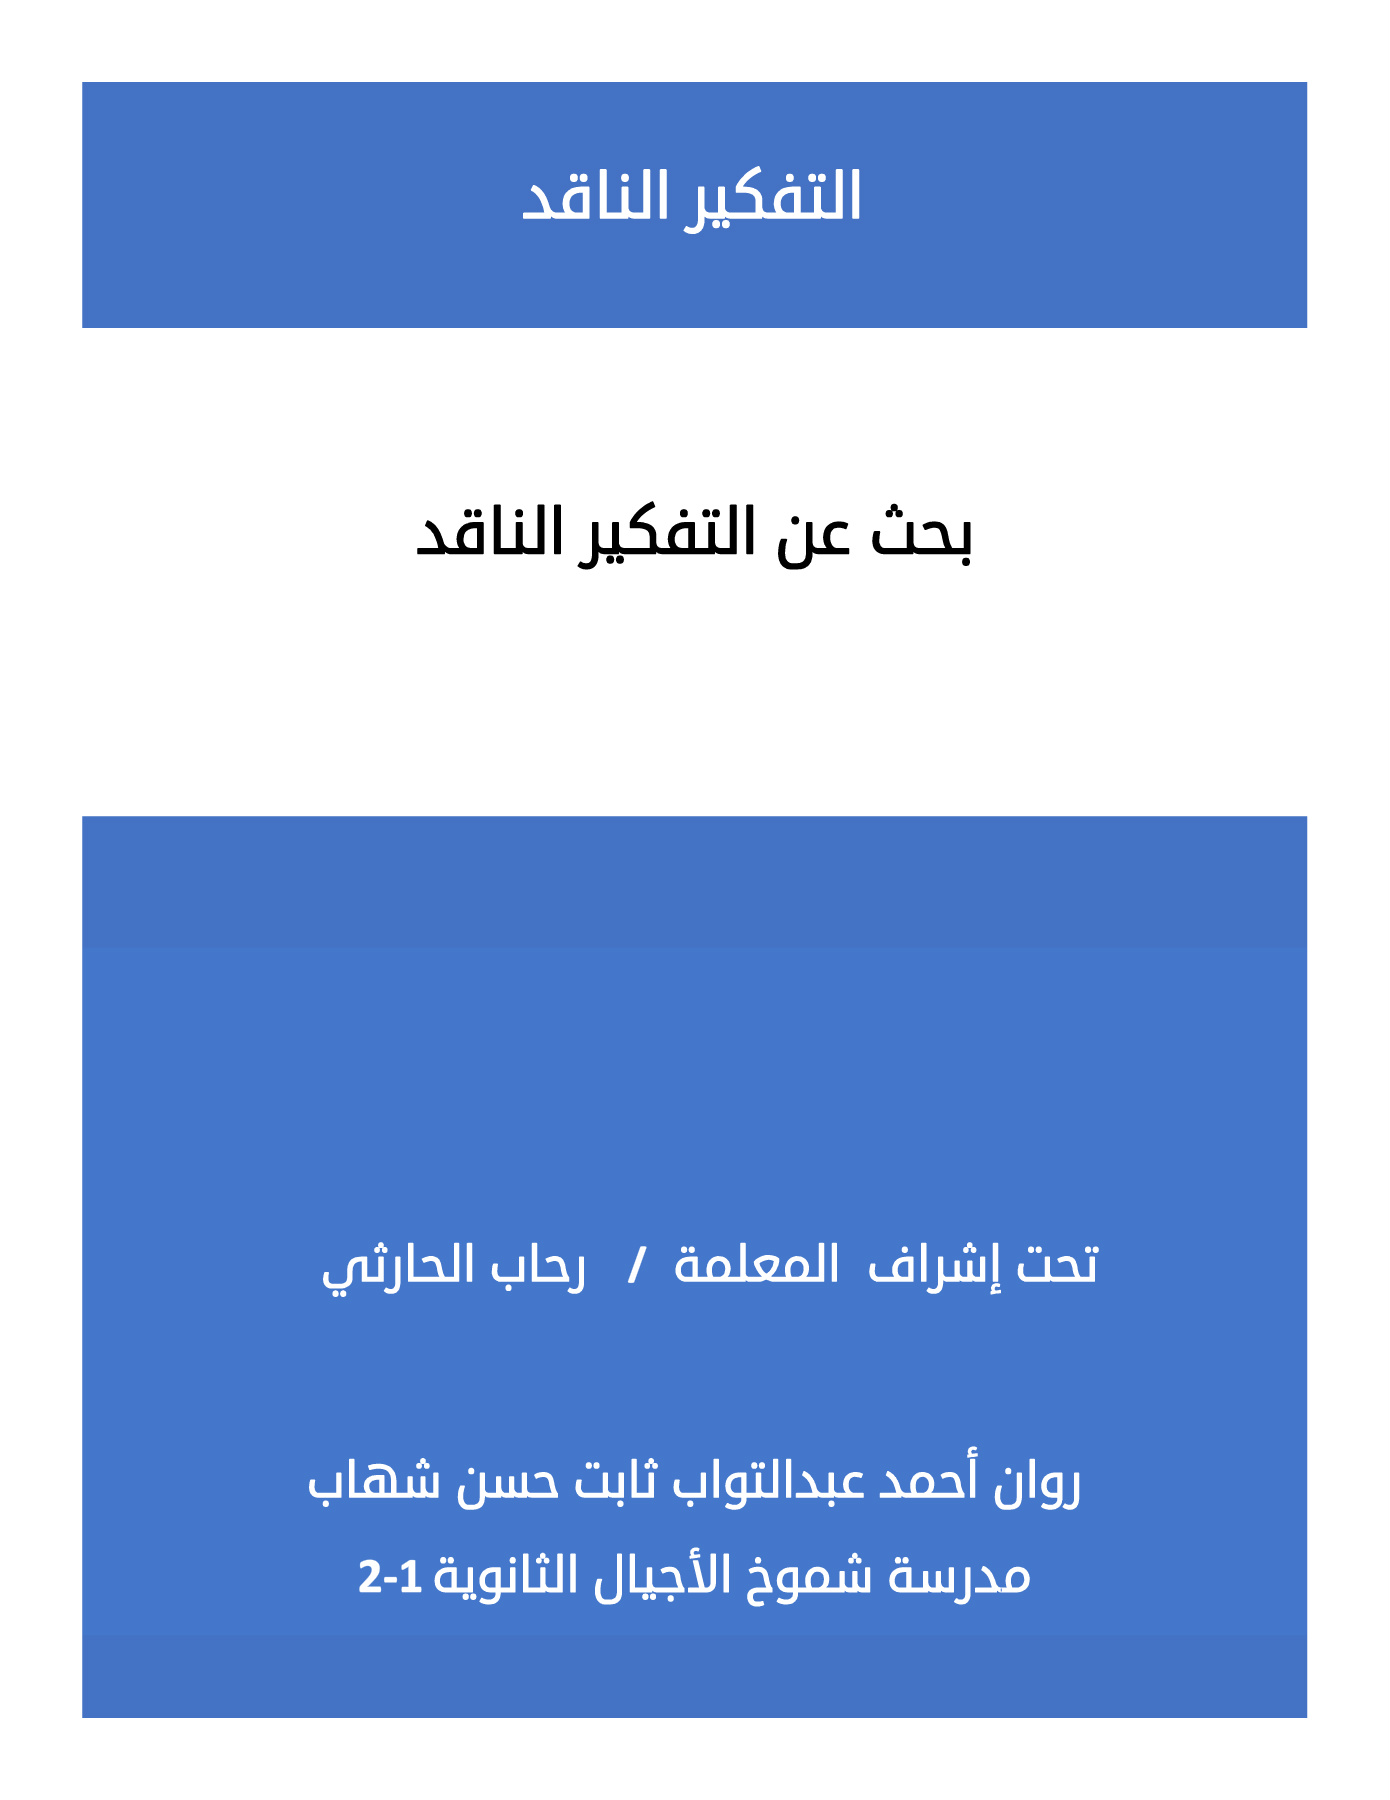 التفكير الناقد
بحث عن التفكير الناقد
تحت إشراف المعلمة / رحاب الحارثي
روان أحمد عبدالتواب ثابت حسن شهاب
مدرسة شموخ الأجيال الثانوية 1-2